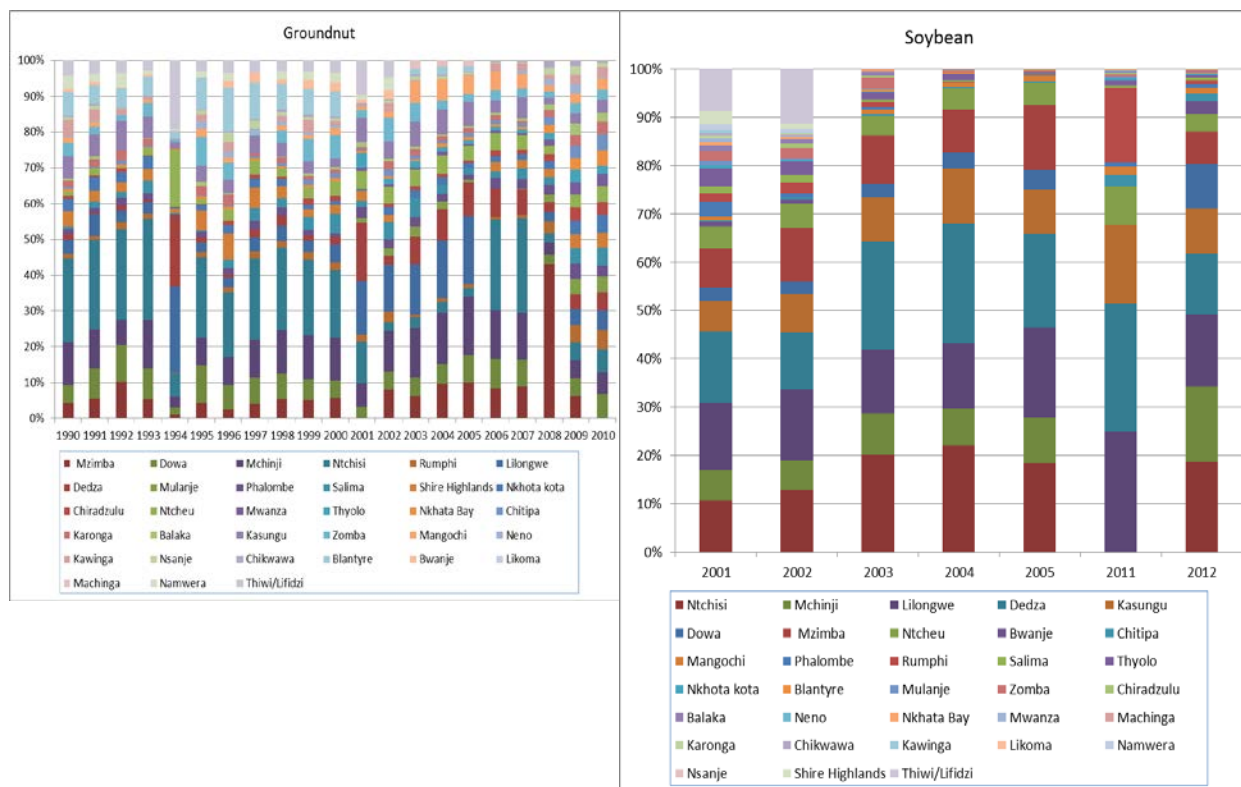 Groundnut
100%
90%
80%
70%
60%
50%
40%
30%
20%
10%
0%
1990 1991 1992 1993 1994 1995 1996 1997 1998 1999 2000 2001 2002 2003 2004 2005 2006 2007 2008 2009 2010
Mzimba Dowa Mchinji Ntchisi Rumphi Lilongwe
Dedza Mulanje Phalombe Salima Shire Highlands Nkhota kota
Chiradzulu Ntcheu Mwanza Thyolo Nkhata Bay Chitipa
Karonga Balaka Kasungu Zomba Mangochi Neno
Kawinga Nsanje Chikwawa Blantyre Bwanje Likoma
Machinga Namwera Thiwi/Lifidzi
Soybean
100%
90%
80%
70%
60%
50%
40%
30%
20%
10%
0%
2001 2002 2003 2004 2005 2011 2012
Ntchisi Mchinji Lilongwe Dedza Kasungu
Dowa Mzimba Ntcheu Bwanje Chitipa
Mangochi Phalombe Rumphi Salima Thyolo
Nkhota kota Blantyre Mulanje Zomba Chiradzulu
Balaka Neno Nkhata Bay Mwanza Machinga
Karonga Chikwawa Kawinga Likoma Namwera
Nsanje Shire Highlands Thiwi/Lifidzi